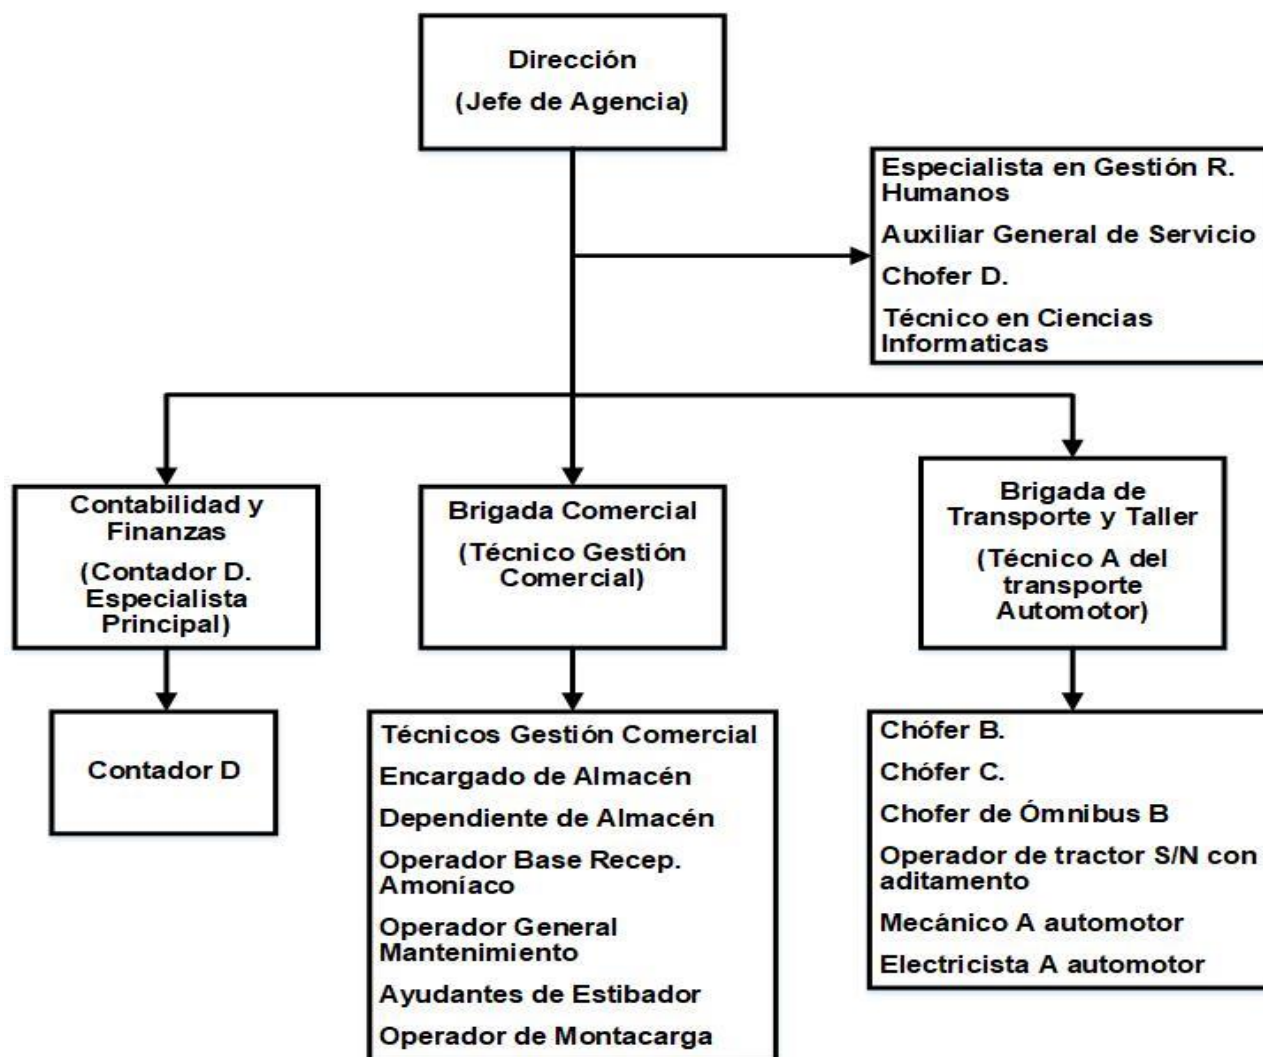 Dirección
(Jefe de Agencia)
Especialista en Gestión R.
Humanos
Auxiliar General de Servicio
Chofer D.
Técnico en Ciencias
Informaticas
Contabilidad y
Finanzas
(Contador D.
Especialista
Principal)
Brigada Comercial
(Técnico Gestión
Comercial)
Brigada de
Transporte y Taller
(Técnico A del
transporte
Automotor)
Contador D
Técnicos Gestión Comercial
Encargado de Almacén
Dependiente de Almacén
Operador Base Recep.
Amoníaco
Operador General
Mantenimiento
Ayudantes de Estibador
Operador de Montacarga
Chófer B.
Chófer C.
Chofer de Ómnibus B
Operador de tractor S/N con
aditamento
Mecánico A automotor
Electricista A automotor